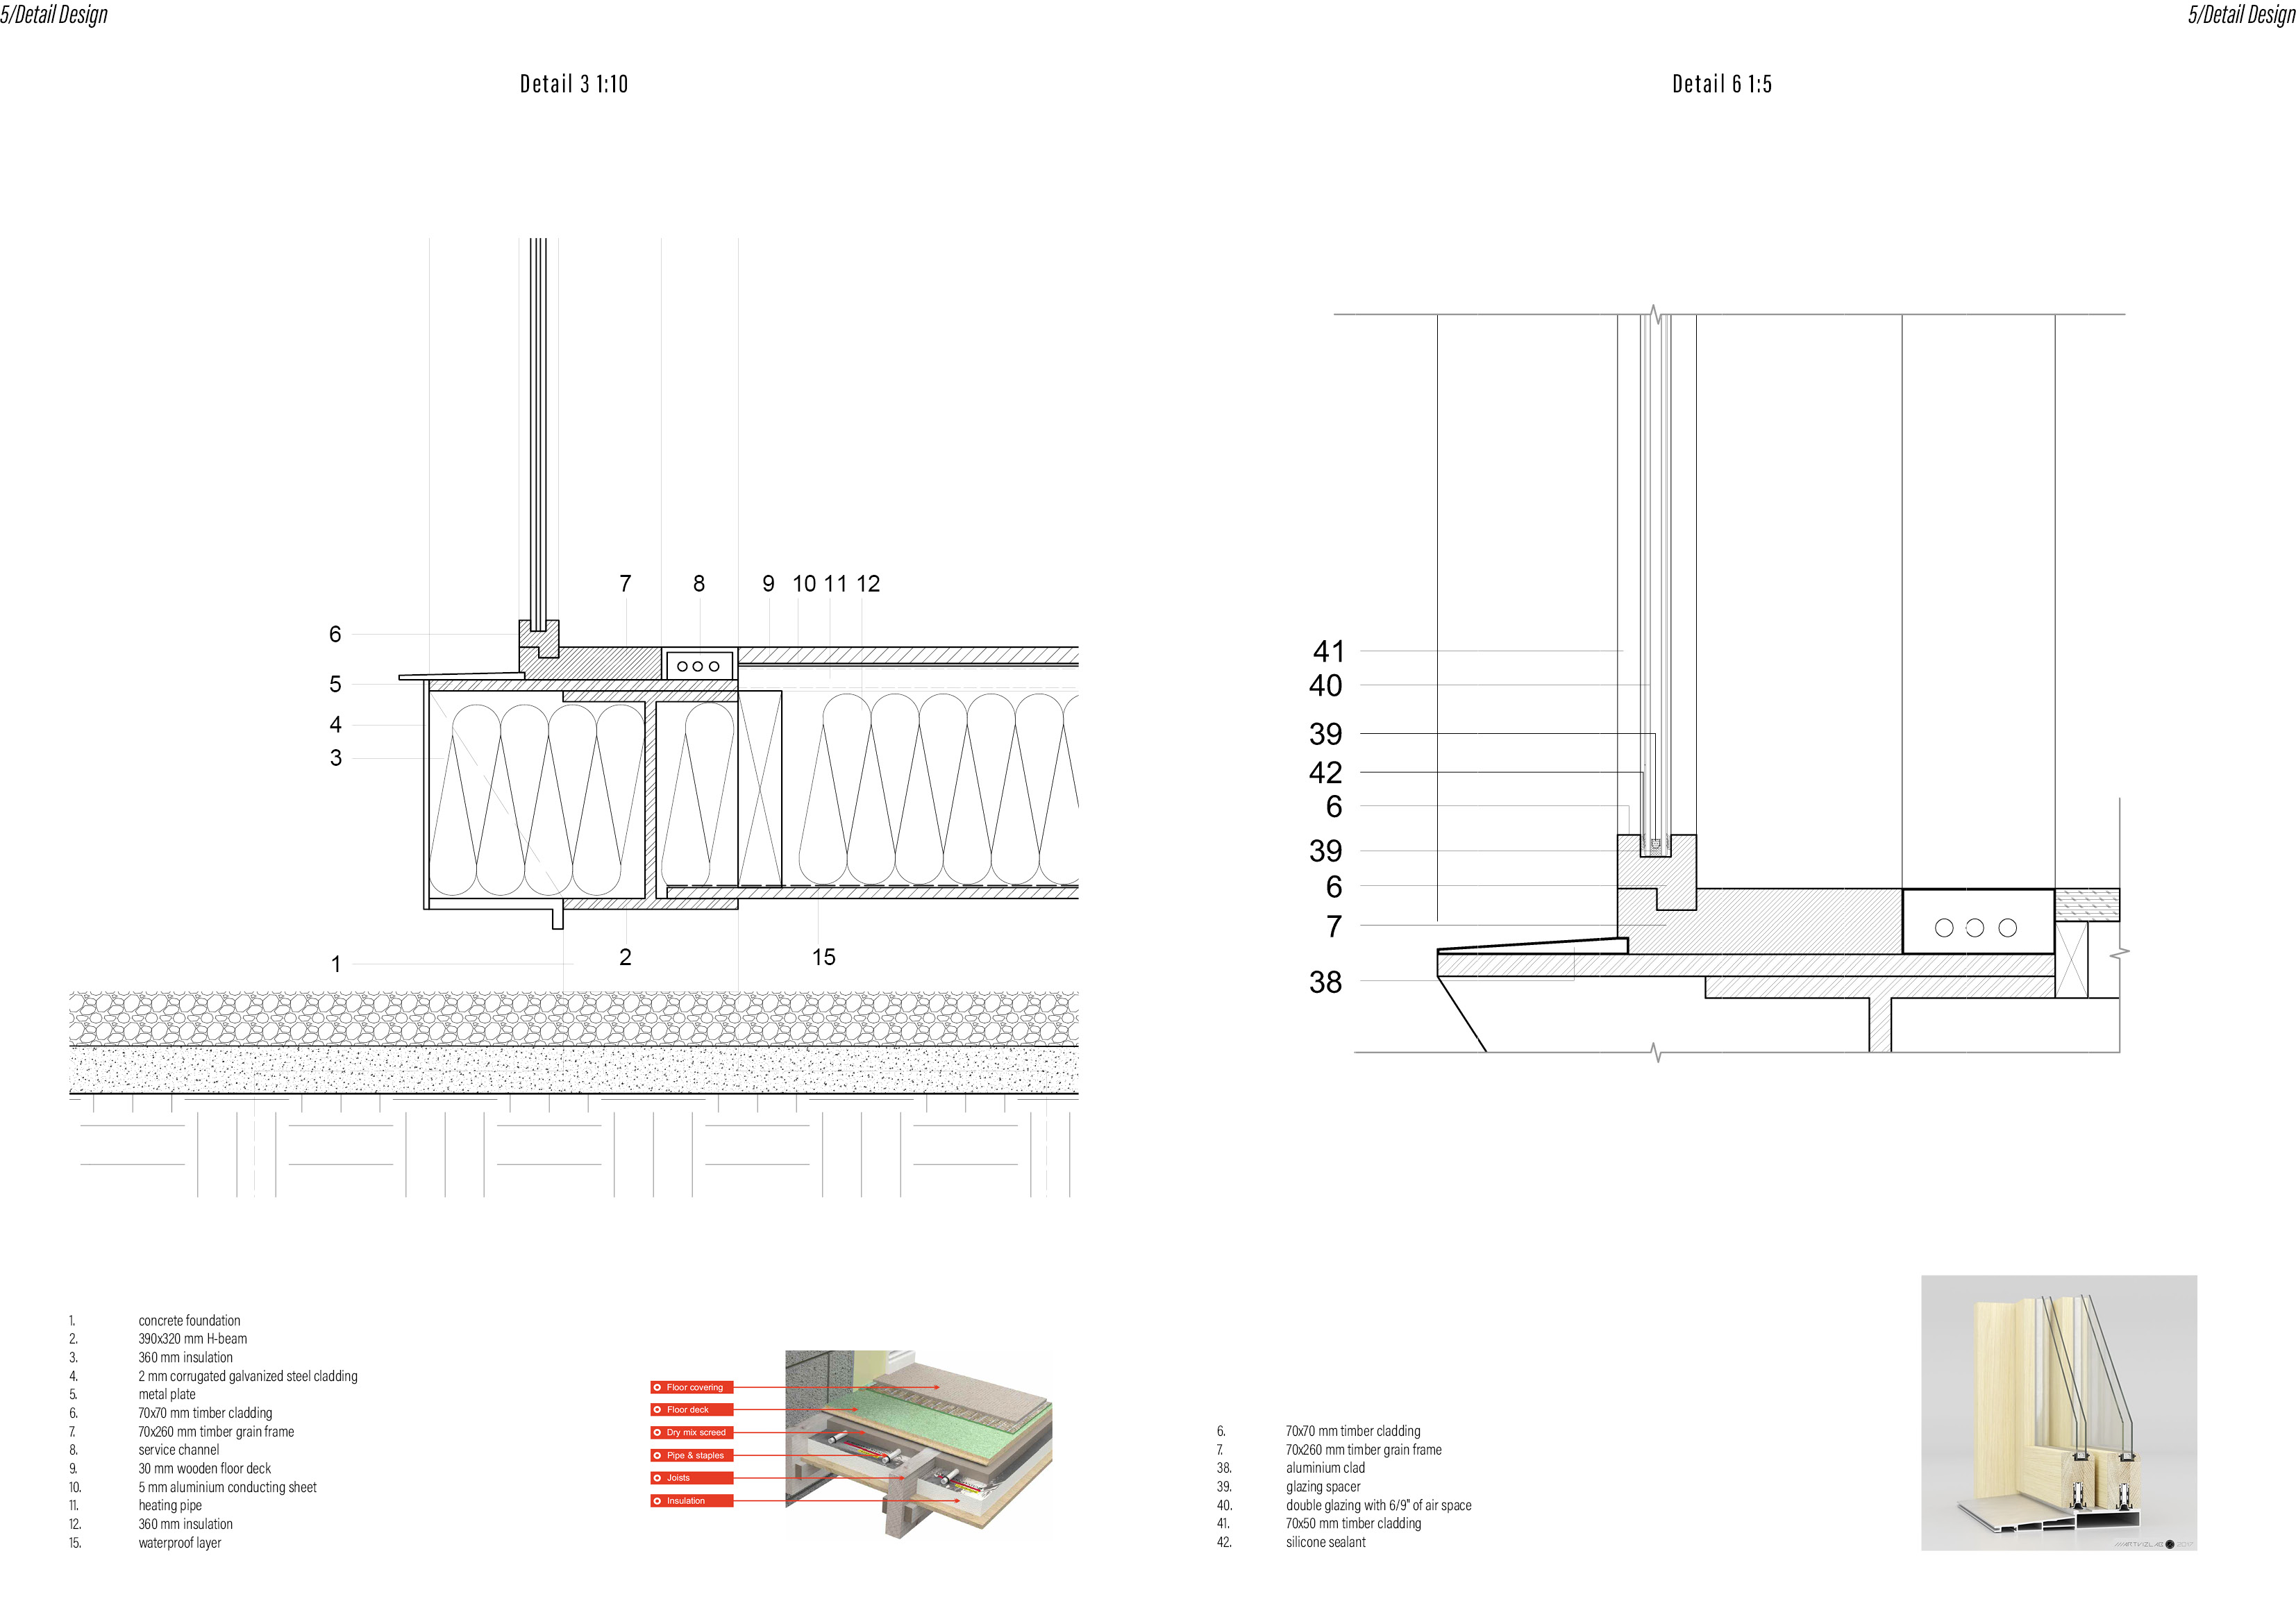 5/Detail Design
5/Detail Design
Detail 3 1:10
Detail 6 1:5
7
8
9
10
11
12
6
5
4
3
1
2
15
41
40
39
42
6
39
6
7
38
1. concrete foundation
2. 390x320 mm H-beam
3. 360 mm insulation
4. 2 mm corrugated galvanized steel cladding
5. metal plate
6. 70x70 mm timber cladding
7. 70x260 mm timber grain frame
8. service channel
9. 30 mm wooden floor deck
10. 5 mm aluminium conducting sheet
11. heating pipe
12. 360 mm insulation
15. waterproof layer
Floor covering
Floor deck
Dry mix screed
Pipe & staples
Joists
Insulation
6. 70x70 mm timber cladding
7. 70x260 mm timber grain frame
38. aluminium clad
39. glazing spacer
40. double glazing with 6/9" of air space
41. 70x50 mm timber cladding
42. silicone sealant